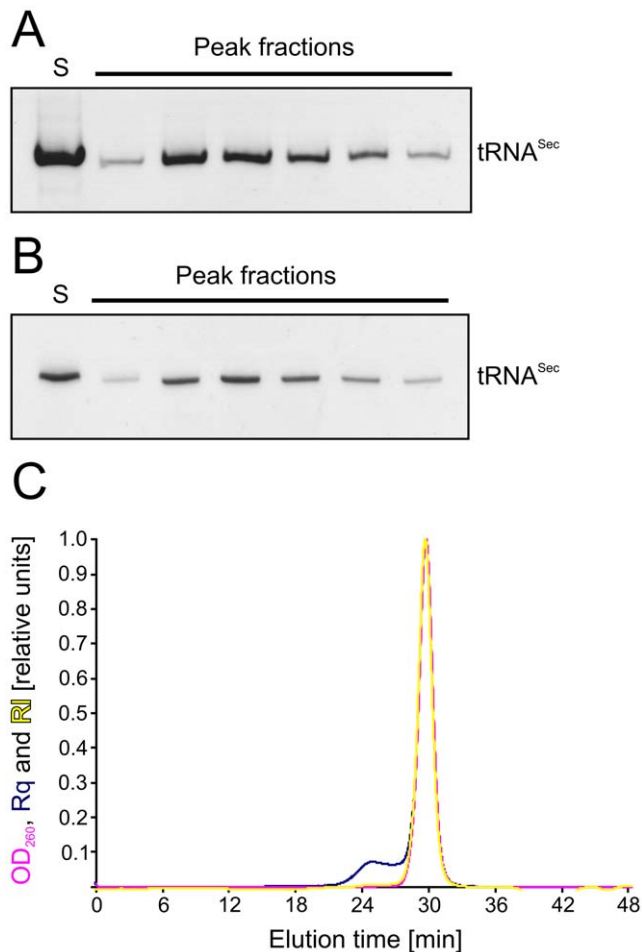 A
Peak fractions
S
tRNA^Sec
B
Peak fractions
S
tRNA^Sec
C
OD₂₆₀, Rq and RI [relative units]
1.0
0.9
0.8
0.7
0.6
0.5
0.4
0.3
0.2
0.1
0 6 12 18 24 30 36 42 48
Elution time [min]